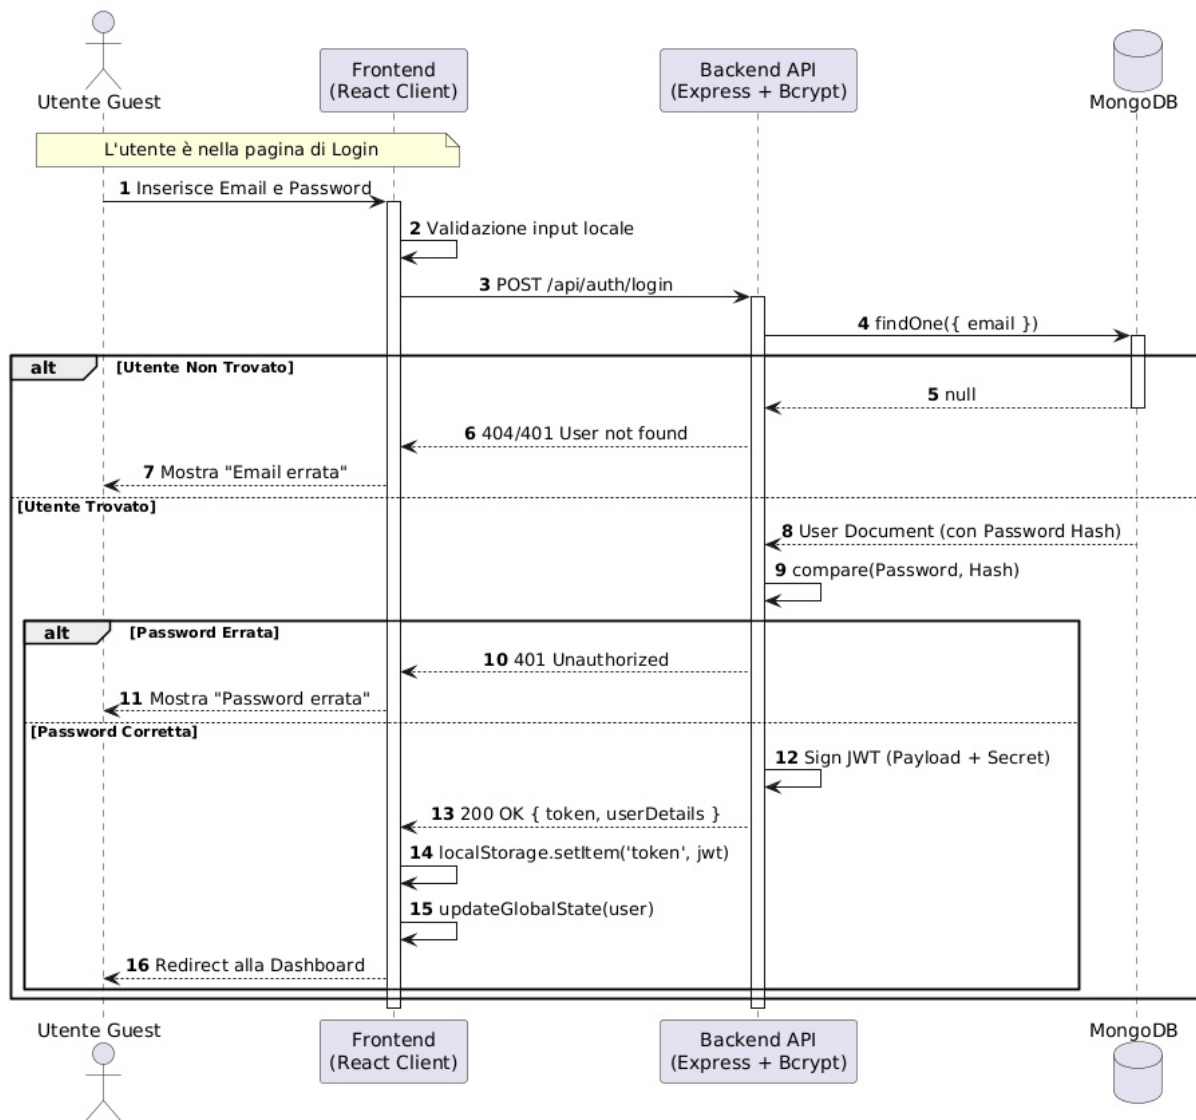 Utente Guest
Frontend
(React Client)
Backend API
(Express + Bcrypt)
MongoDB
L'utente è nella pagina di Login
1 Inserisce Email e Password
2 Validazione input locale
3 POST /api/auth/login
4 findOne({ email })
alt [Utente Non Trovato]
5 null
6 404/401 User not found
7 Mostra "Email errata"
[Utente Trovato]
8 User Document (con Password Hash)
9 compare(Password, Hash)
alt [Password Errata]
10 401 Unauthorized
11 Mostra "Password errata"
[Password Corretta]
12 Sign JWT (Payload + Secret)
13 200 OK { token, userDetails }
14 localStorage.setItem('token', jwt)
15 updateGlobalState(user)
16 Redirect alla Dashboard
Utente Guest
Frontend
(React Client)
Backend API
(Express + Bcrypt)
MongoDB